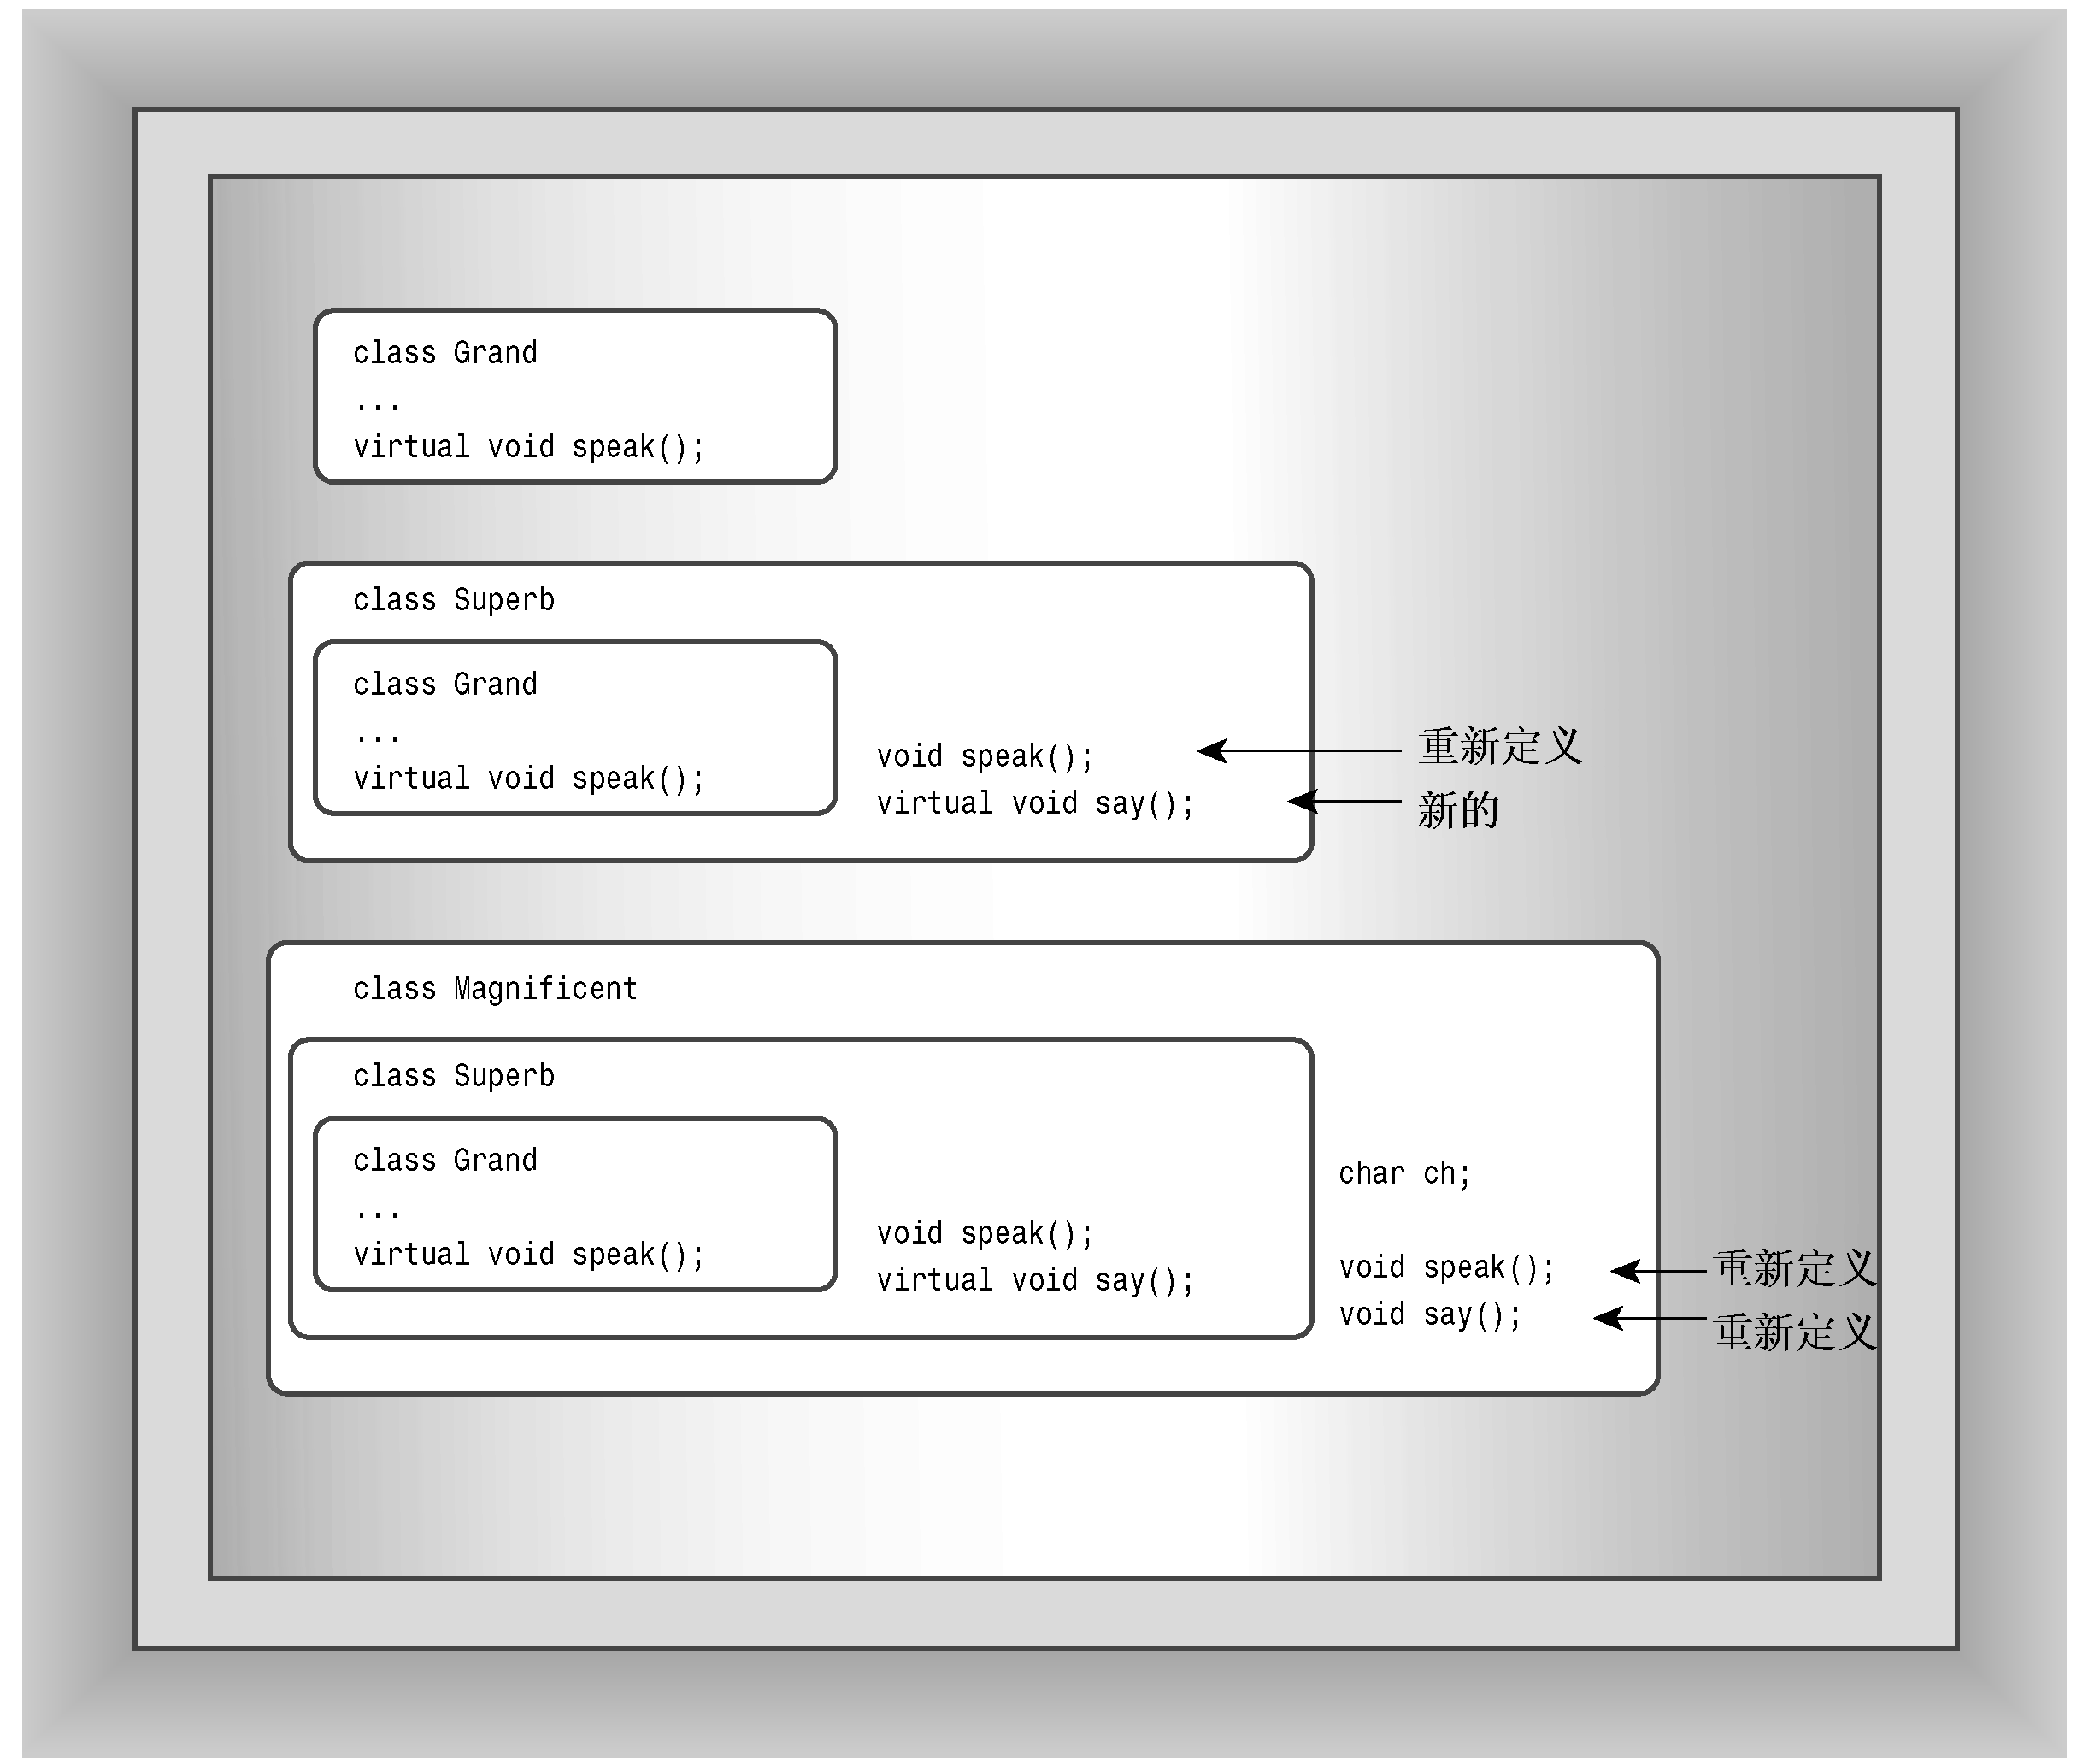 class Grand
...
virtual void speak();
class Superb
class Grand
...
virtual void speak();
void speak();
重新定义
virtual void say();
新的
class Magnificent
class Superb
class Grand
...
virtual void speak();
void speak();
virtual void say();
char ch;
void speak();
重新定义
void say();
重新定义